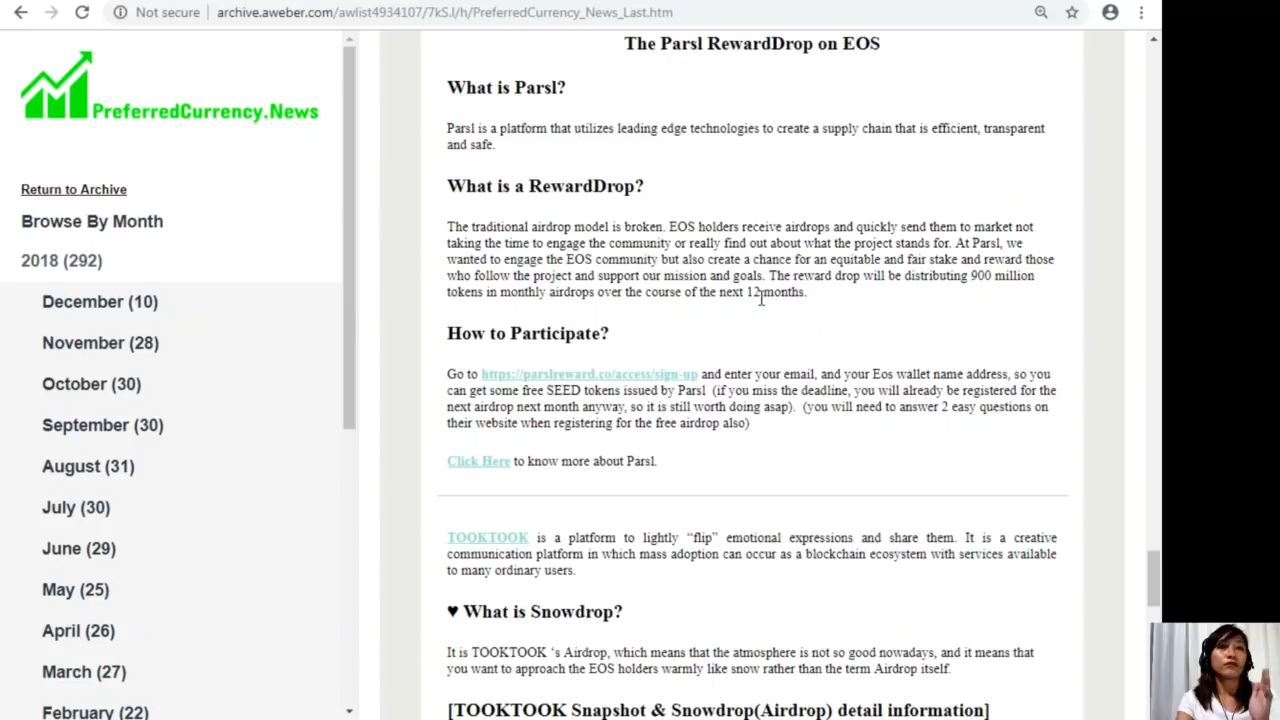 Not secure
archive.aweber.com/awlist4934107/7kS.I/h/PreferredCurrency_News_Last.htm
PreferredCurrency.News
Return to Archive
Browse By Month
2018 (292)
December (10)
November (28)
October (30)
September (30)
August (31)
July (30)
June (29)
May (25)
April (26)
March (27)
February (22)
The Parsl RewardDrop on EOS
What is Parsl?
Parsl is a platform that utilizes leading edge technologies to create a supply chain that is efficient, transparent
and safe.
What is a RewardDrop?
The traditional airdrop model is broken. EOS holders receive airdrops and quickly send them to market not
taking the time to engage the community or really find out about what the project stands for. At Parsl, we
wanted to engage the EOS community but also create a chance for an equitable and fair stake and reward those
who follow the project and support our mission and goals. The reward drop will be distributing 900 million
tokens in monthly airdrops over the course of the next 12 months.
How to Participate?
Go to https://parslreward.co/access/sign-up and enter your email, and your Eos wallet name address, so you
can get some free SEED tokens issued by Parsl (if you miss the deadline, you will already be registered for the
next airdrop next month anyway, so it is still worth doing asap). (you will need to answer 2 easy questions on
their website when registering for the free airdrop also)
Click Here to know more about Parsl.
TOOKTOOK is a platform to lightly “flip” emotional expressions and share them. It is a creative
communication platform in which mass adoption can occur as a blockchain ecosystem with services available
to many ordinary users.
♥ What is Snowdrop?
It is TOOKTOOK ‘s Airdrop, which means that the atmosphere is not so good nowadays, and it means that
you want to approach the EOS holders warmly like snow rather than the term Airdrop itself.
[TOOKTOOK Snapshot & Snowdrop(Airdrop) detail information]